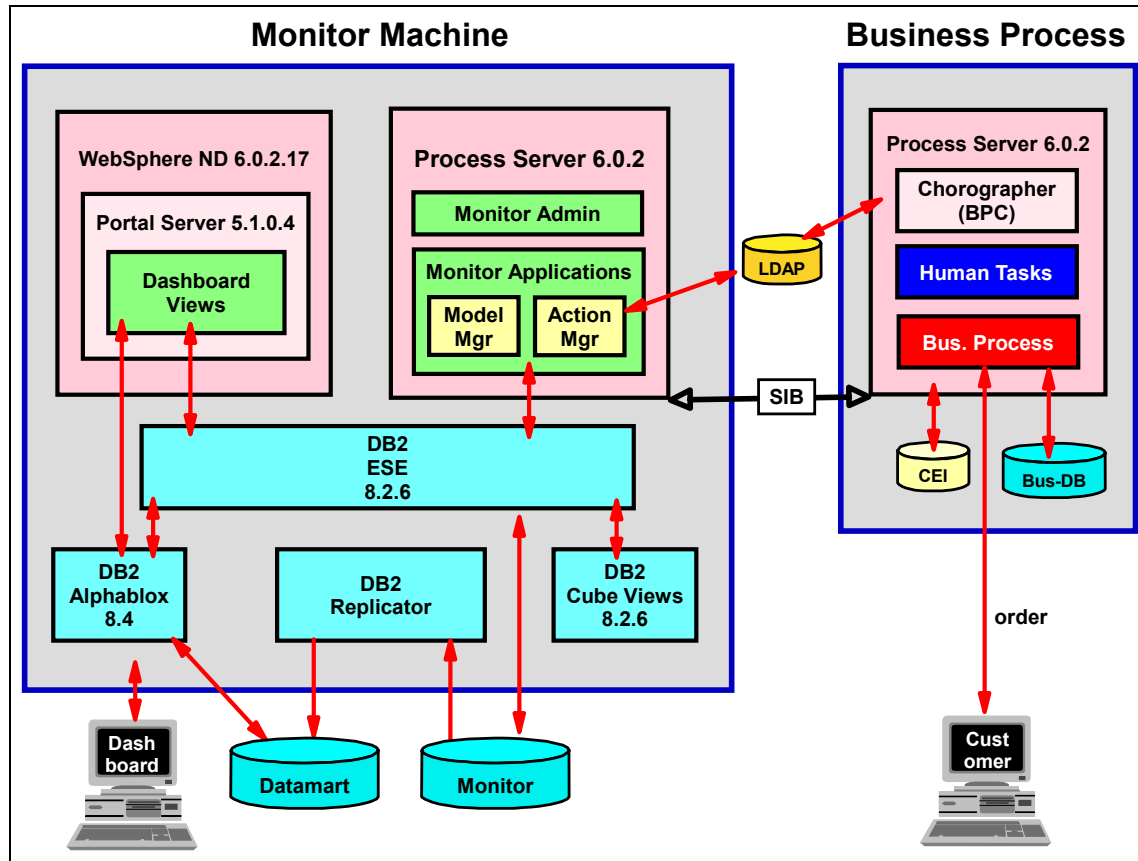 Monitor Machine
Business Process
WebSphere ND 6.0.2.17
Portal Server 5.1.0.4
Dashboard
Views
Process Server 6.0.2
Monitor Admin
Monitor Applications
Model
Mgr
Action
Mgr
LDAP
Process Server 6.0.2
Chorographer
(BPC)
Human Tasks
Bus. Process
SIB
CEI
Bus-DB
DB2
ESE
8.2.6
DB2
Alphablox
8.4
DB2
Replicator
DB2
Cube Views
8.2.6
order
Dash
board
Datamart
Monitor
Cust
omer